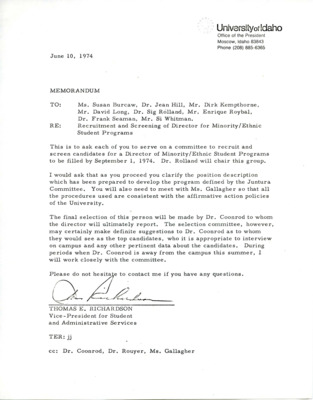 University of Idaho
Office of the President
Moscow, Idaho 83843
Phone (208) 885-6365
June 10, 1974
MEMORANDUM
TO: Ms. Susan Burcaw, Dr. Jean Hill, Mr. Dirk Kempthorne,
Mr. David Long, Dr. Sig Rolland, Mr. Enrique Roybal,
Dr. Frank Seaman, Mr. Si Whitman.
RE: Recruitment and Screening of Director for Minority/Ethnic
Student Programs
This is to ask each of you to serve on a committee to recruit and
screen candidates for a Director of Minority/Ethnic Student Programs
to be filled by September 1, 1974. Dr. Rolland will chair this group.
I would ask that as you proceed you clarify the position description
which has been prepared to develop the program defined by the Juntura
Committee. You will also need to meet with Ms. Gallagher so that all
the procedures used are consistent with the affirmative action policies
of the University.
The final selection of this person will be made by Dr. Coonrod to whom
the director will ultimately report. The selection committee, however,
may certainly make definite suggestions to Dr. Coonrod as to whom
they would see as the top candidates, who it is appropriate to interview
on campus and any other pertinent data about the candidates. During
periods when Dr. Coonrod is away from the campus this summer, I
will work closely with the committee.
Please do not hesitate to contact me if you have any questions.
Tom Richardson
THOMAS E. RICHARDSON
Vice-President for Student
and Administrative Services
TER: jj
cc: Dr. Coonrod, Dr. Rouyer, Ms. Gallagher